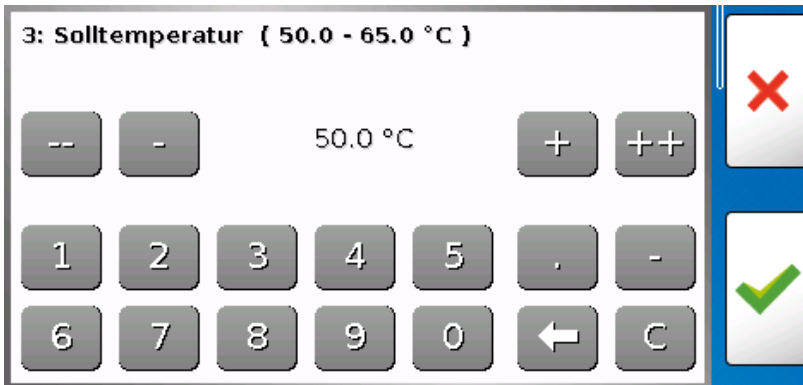 3: Solltemperatur ( 50.0 - 65.0 °C )
-- - 50.0 °C + ++
1 2 3 4 5 . -
6 7 8 9 0 C